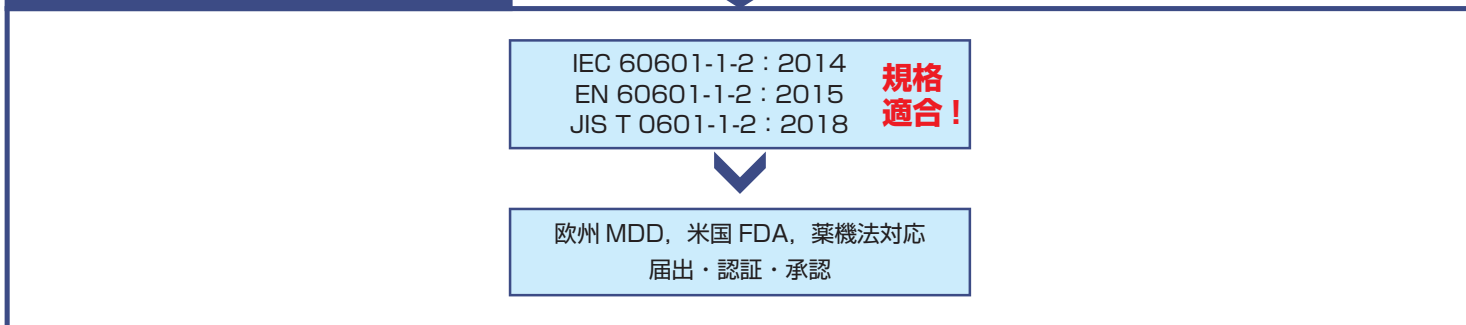 IEC 60601-1-2：2014
EN 60601-1-2：2015
JIS T 0601-1-2：2018
規格
適合！
欧州 MDD，米国 FDA，薬機法対応
届出・認証・承認